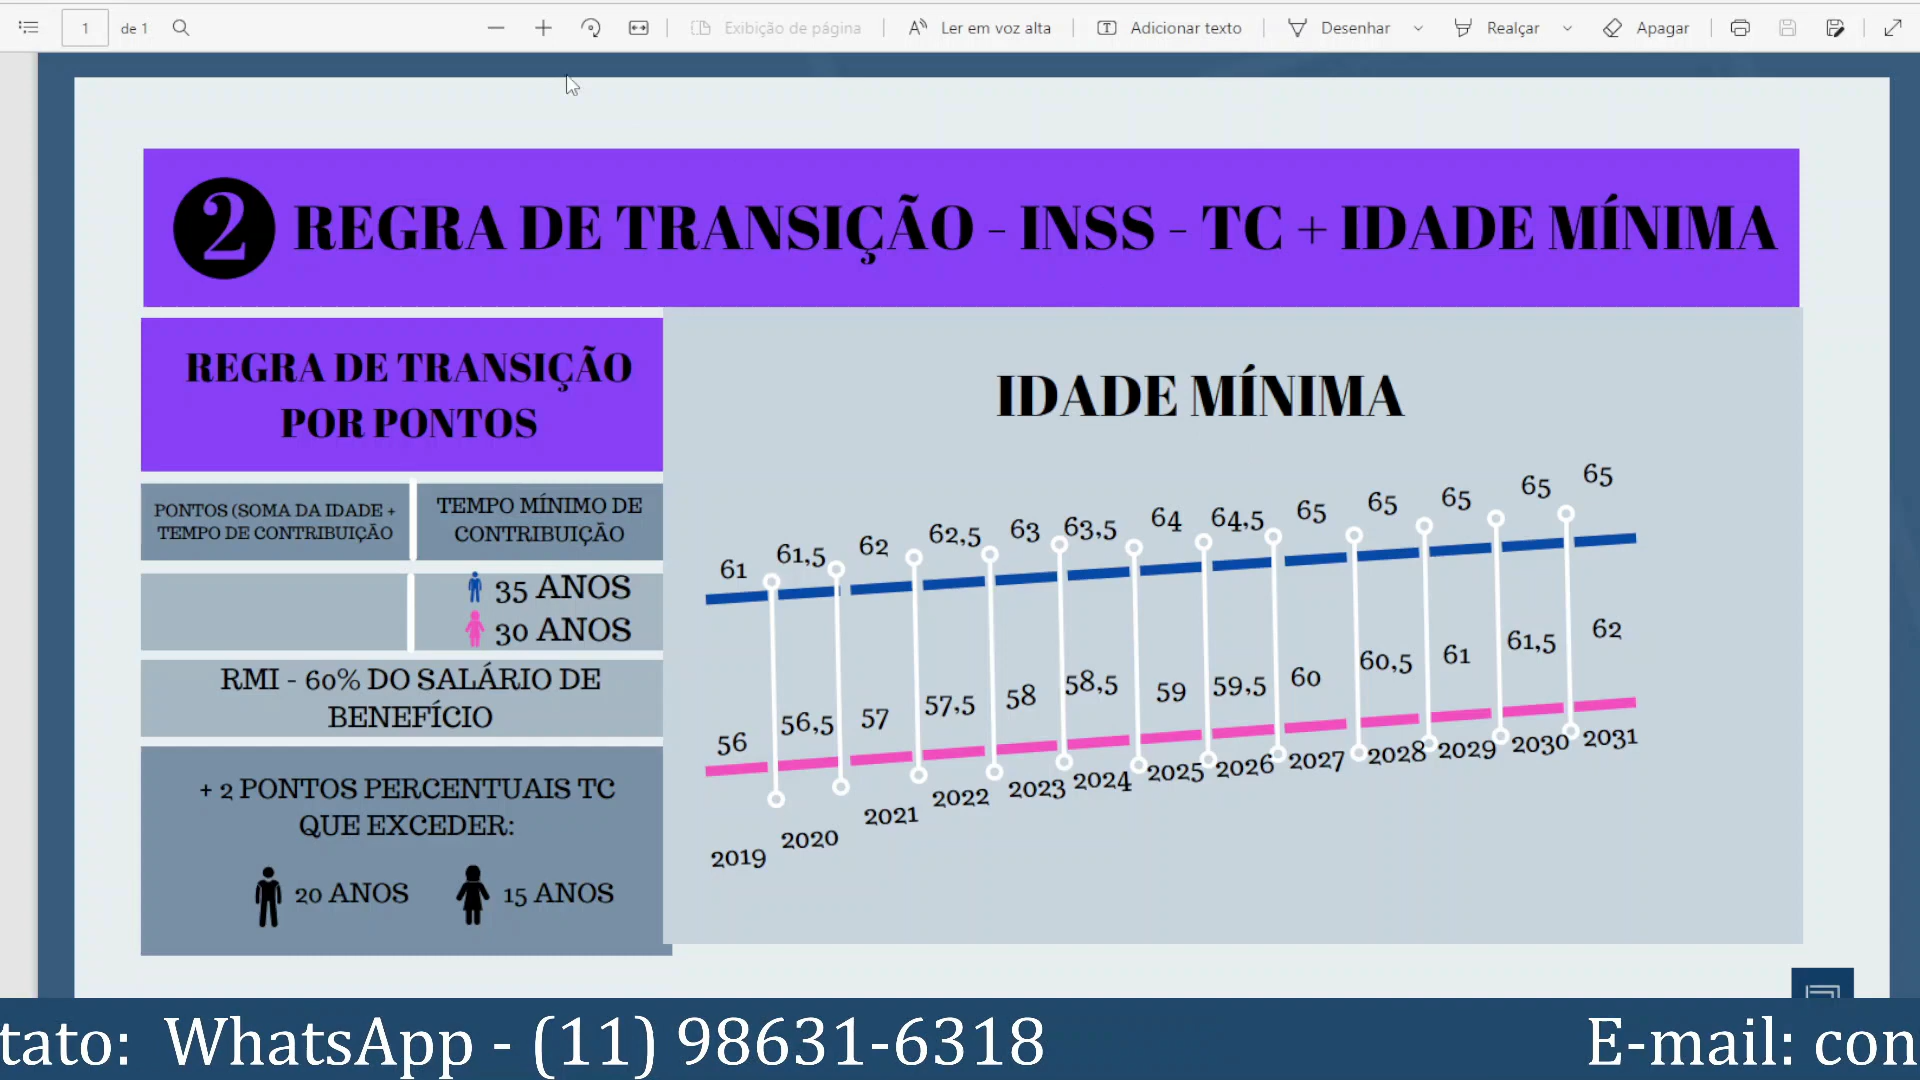 1 de 1
Exibição de página
Ler em voz alta
Adicionar texto
Desenhar
Realçar
Apagar
2 REGRA DE TRANSIÇÃO - INSS - TC + IDADE MÍNIMA
REGRA DE TRANSIÇÃO
POR PONTOS
PONTOS (SOMA DA IDADE +
TEMPO DE CONTRIBUIÇÃO
TEMPO MÍNIMO DE
CONTRIBUIÇÃO
35 ANOS
30 ANOS
RMI - 60% DO SALÁRIO DE
BENEFÍCIO
+ 2 PONTOS PERCENTUAIS TC
QUE EXCEDER:
20 ANOS 15 ANOS
IDADE MÍNIMA
61 61,5 62 62,5 63 63,5 64 64,5 65 65 65 65 65
56 56,5 57 57,5 58 58,5 59 59,5 60 60,5 61 61,5 62
2019 2020 2021 2022 2023 2024 2025 2026 2027 2028 2029 2030 2031
tato: WhatsApp - (11) 98631-6318 E-mail: con